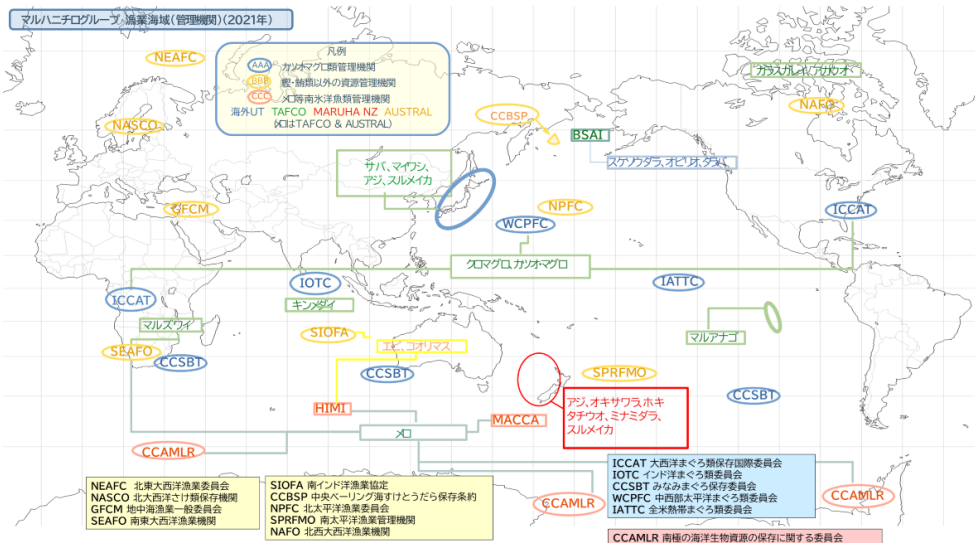 マルハニチログループ 漁業海域(管理機関)(2021年)
凡例
AAA カツオマグロ類管理機関
BBB 鰹・鮪類以外の資源管理機関
CCC メロ等南氷洋魚類管理機関
海外UT TAFCO MARUHA NZ AUSTRAL
(メロはTAFCO & AUSTRAL)
NEAFC
NASCO
GFCM
カラスガレイ、アカウオ
NAFO
CCBSP
BSAI
スケソウダラ、オピリオ、タラバ
サバ、マイワシ、
アジ、スルメイカ
NPFC
WCPFC
ICCAT
クロマグロ、カツオ・マグロ
IOTC
IATTC
ICCAT
キンメダイ
マルズワイ
SIOFA
マルアナゴ
SEAFO
CCSBT
エビ、コオリマス
CCSBT
SPRFMO
CCSBT
アジ、オキサワラ、ホキ
タチウオ、ミナミダラ、
スルメイカ
HIMI
MACCA
メロ
CCAMLR
CCAMLR
CCAMLR
NEAFC 北東大西洋漁業委員会
NASCO 北大西洋さけ類保存機関
GFCM 地中海漁業一般委員会
SEAFO 南東大西洋漁業機関
SIOFA 南インド洋漁業協定
CCBSP 中央ベーリング海すけとうだら保存条約
NPFC 北太平洋漁業委員会
SPRFMO 南太平洋漁業管理機関
NAFO 北西大西洋漁業機関
ICCAT 大西洋まぐろ類保存国際委員会
IOTC インド洋まぐろ類委員会
CCSBT みなみまぐろ保存委員会
WCPFC 中西部太平洋まぐろ類委員会
IATTC 全米熱帯まぐろ類委員会
CCAMLR 南極の海洋生物資源の保存に関する委員会